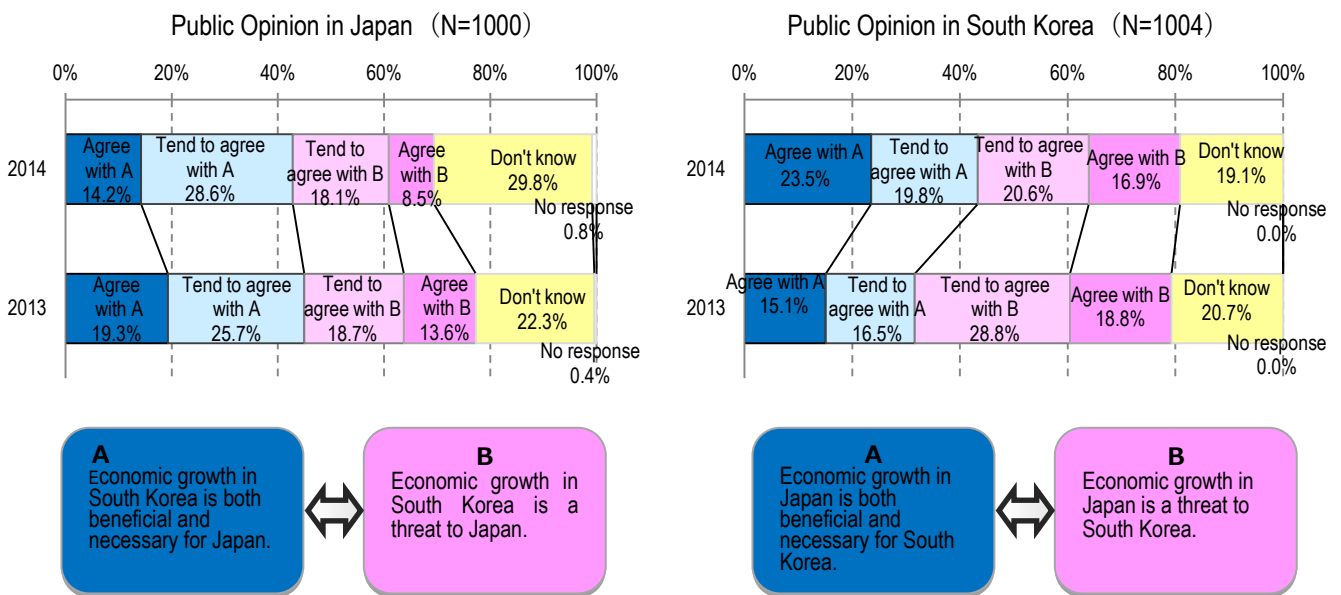 Public Opinion in Japan （N=1000）
0% 20% 40% 60% 80% 100%
2014
Agree
with A
14.2%
Tend to agree
with A
28.6%
Tend to
agree with B
18.1%
Agree
with B
8.5%
Don't know
29.8%
No response
0.8%
2013
Agree
with A
19.3%
Tend to agree
with A
25.7%
Tend to
agree with B
18.7%
Agree
with B
13.6%
Don't know
22.3%
No response
0.4%
A
Economic growth in
South Korea is both
beneficial and
necessary for Japan.
B
Economic growth in
South Korea is a
threat to Japan.
Public Opinion in South Korea （N=1004）
0% 20% 40% 60% 80% 100%
2014
Agree with A
23.5%
Tend to
agree with A
19.8%
Tend to
agree with B
20.6%
Agree with B
16.9%
Don't know
19.1%
No response
0.0%
2013
Agree with A
15.1%
Tend to
agree with A
16.5%
Tend to agree
with B
28.8%
Agree with B
18.8%
Don't know
20.7%
No response
0.0%
A
Economic growth in
Japan is both
beneficial and
necessary for South
Korea.
B
Economic growth in
Japan is a threat to
South Korea.